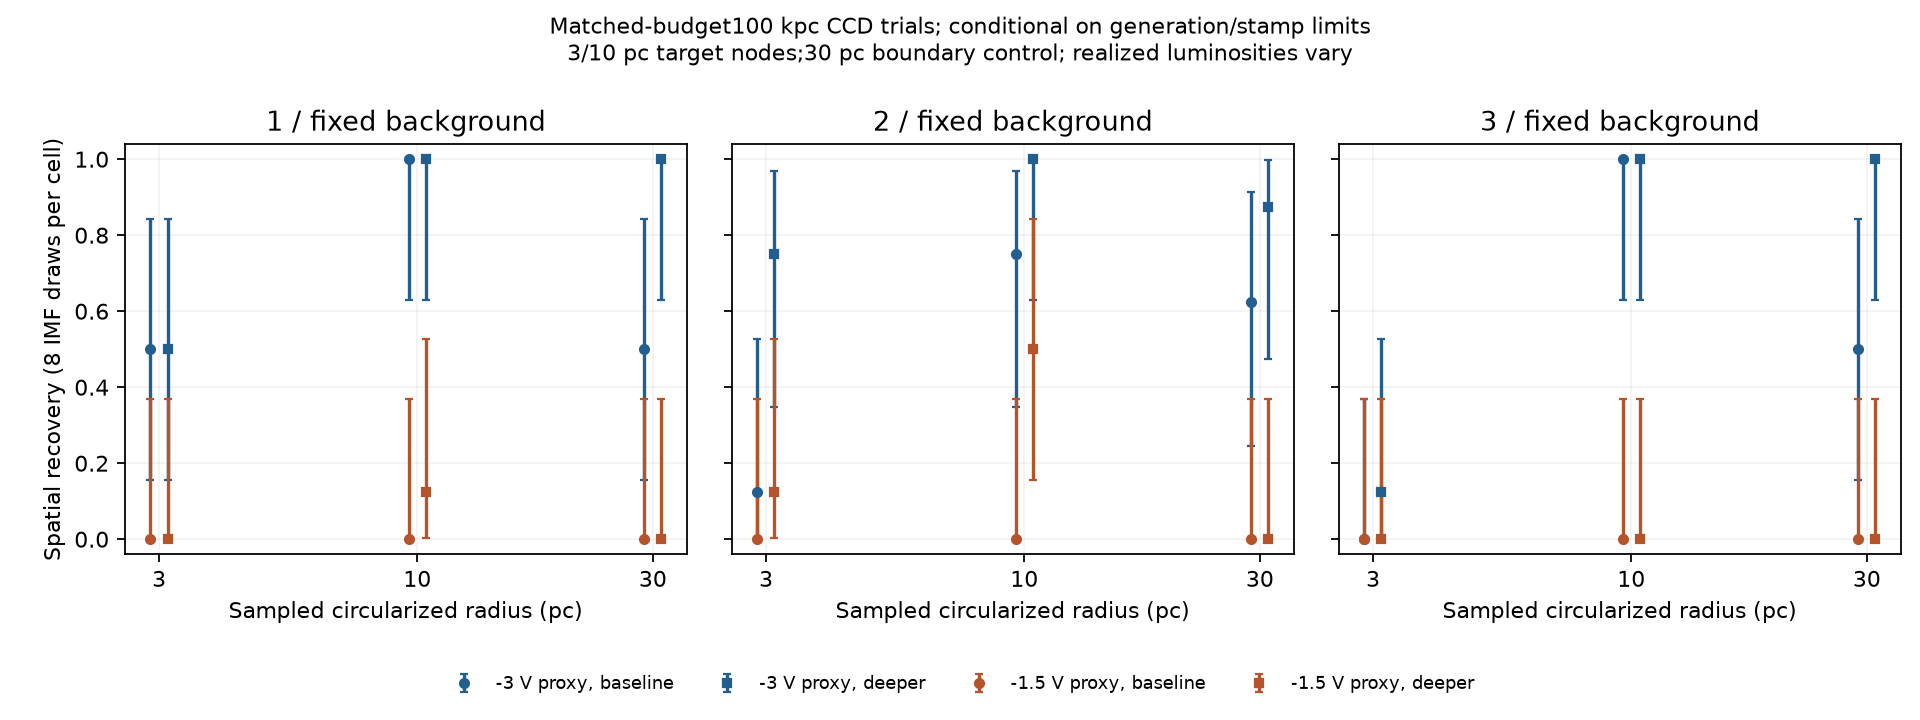 Matched-budget100 kpc CCD trials; conditional on generation/stamp limits
3/10 pc target nodes;30 pc boundary control; realized luminosities vary
1 / fixed background
2 / fixed background
3 / fixed background
Spatial recovery (8 IMF draws per cell)
1.0
0.8
0.6
0.4
0.2
0.0
3 10 30
3 10 30
3 10 30
Sampled circularized radius (pc)
Sampled circularized radius (pc)
Sampled circularized radius (pc)
-3 V proxy, baseline
-3 V proxy, deeper
-1.5 V proxy, baseline
-1.5 V proxy, deeper